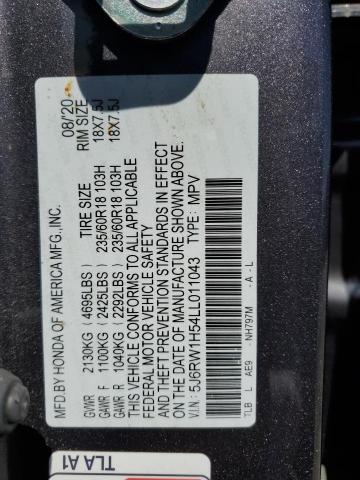 MFD.BY HONDA OF AMERICA MFG.,INC. 08/'20
TIRE SIZE RIM SIZE
GVWR 2130KG (4695LBS)
GAWR F 1100KG (2425LBS) 235/60R18 103H 18X7.5J
GAWR R 1040KG (2292LBS) 235/60R18 103H 18X7.5J
THIS VEHICLE CONFORMS TO ALL APPLICABLE
FEDERAL MOTOR VEHICLE SAFETY
AND THEFT PREVENTION STANDARDS IN EFFECT
ON THE DATE OF MANUFACTURE SHOWN ABOVE.
V.I.N: 5J6RW1H54LL011043 TYPE: MPV
TLB L AE9 - NH797M - A - L
TLA A1